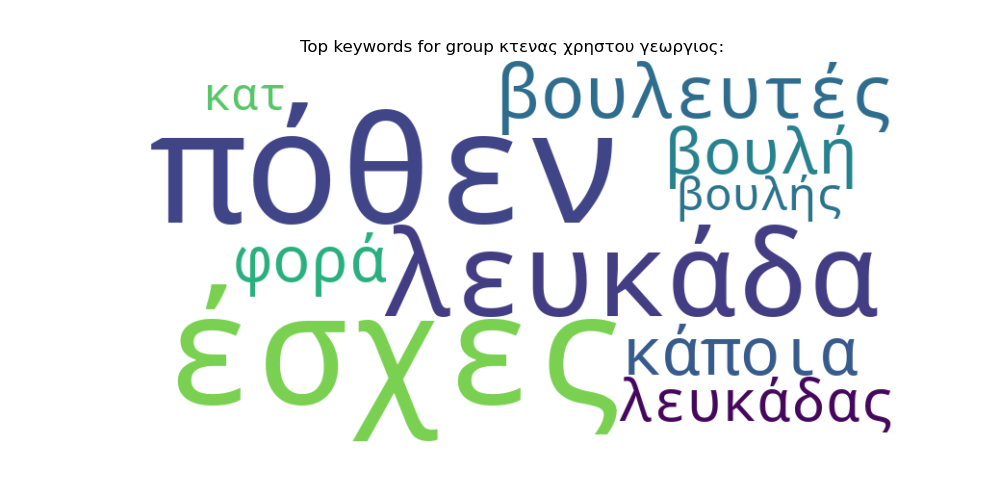 Top keywords for group κτενας χρηστου γεωργιος:
βουλευτές
κατ
πόθεν
βουλή
βουλής
φορά
λευκάδα
έσχες
κάποια
λευκάδας